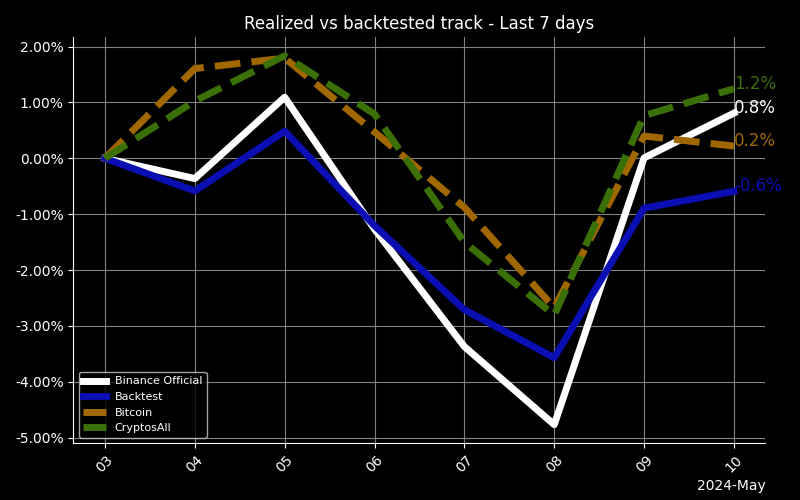 Realized vs backtested track - Last 7 days
2.00%
1.00%
0.00%
-1.00%
-2.00%
-3.00%
-4.00%
-5.00%
1.2%
0.8%
0.2%
-0.6%
Binance Official
Backtest
Bitcoin
CryptosAll
03 04 05 06 07 08 09 10
2024-May